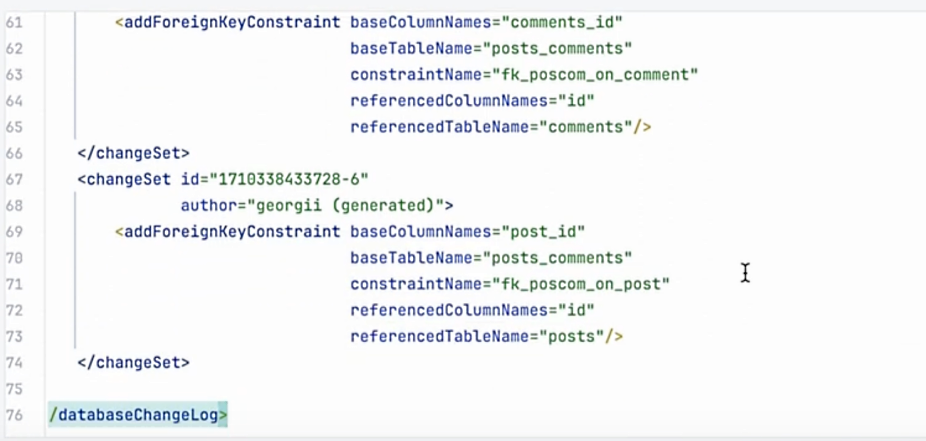 61 <addForeignKeyConstraint baseColumnNames="comments_id"
62 baseTableName="posts_comments"
63 constraintName="fk_poscom_on_comment"
64 referencedColumnNames="id"
65 referencedTableName="comments"/>
66 </changeSet>
67 <changeSet id="1710338433728-6"
68 author="georgii (generated)">
69 <addForeignKeyConstraint baseColumnNames="post_id"
70 baseTableName="posts_comments"
71 constraintName="fk_poscom_on_post"
72 referencedColumnNames="id"
73 referencedTableName="posts"/>
74 </changeSet>
75
76 /databaseChangeLog>